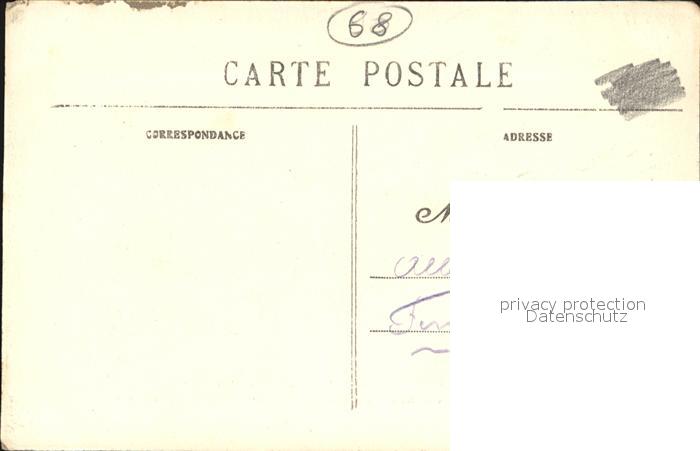 68
CARTE POSTALE
CORRESPONDANCE
ADRESSE
privacy protection
Datenschutz